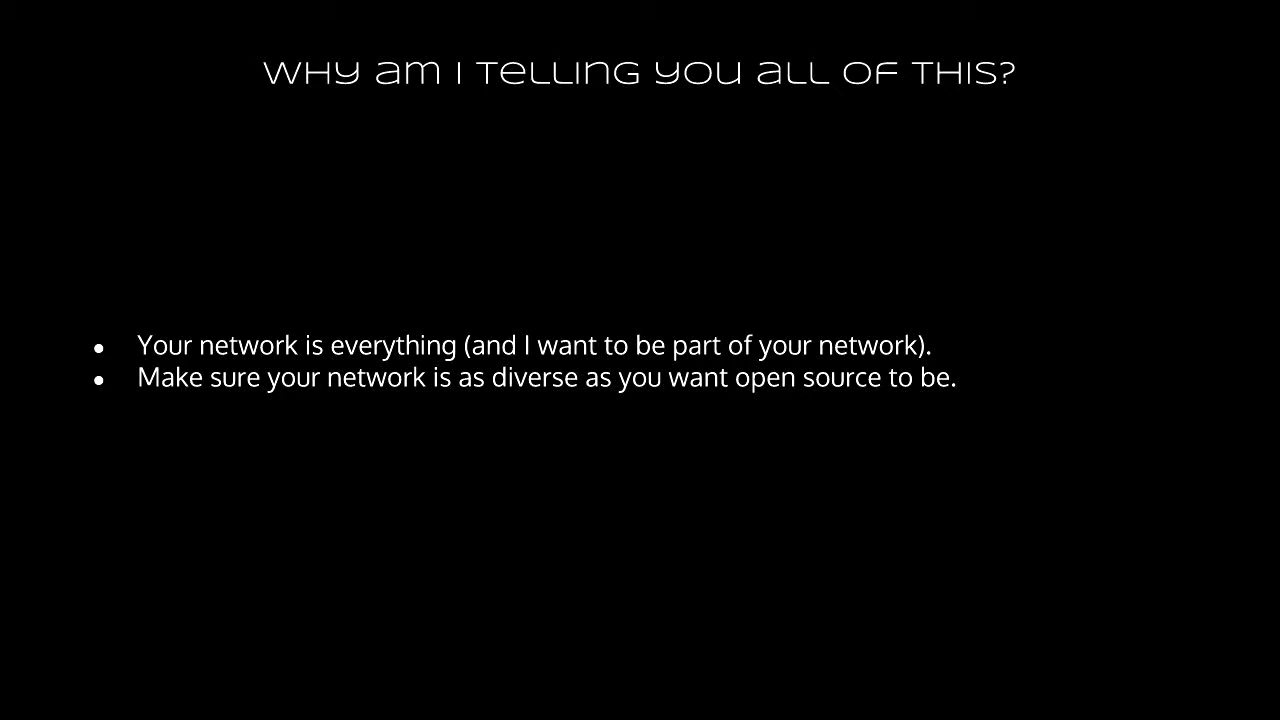 Why am I telling you all of this?
● Your network is everything (and I want to be part of your network).
● Make sure your network is as diverse as you want open source to be.